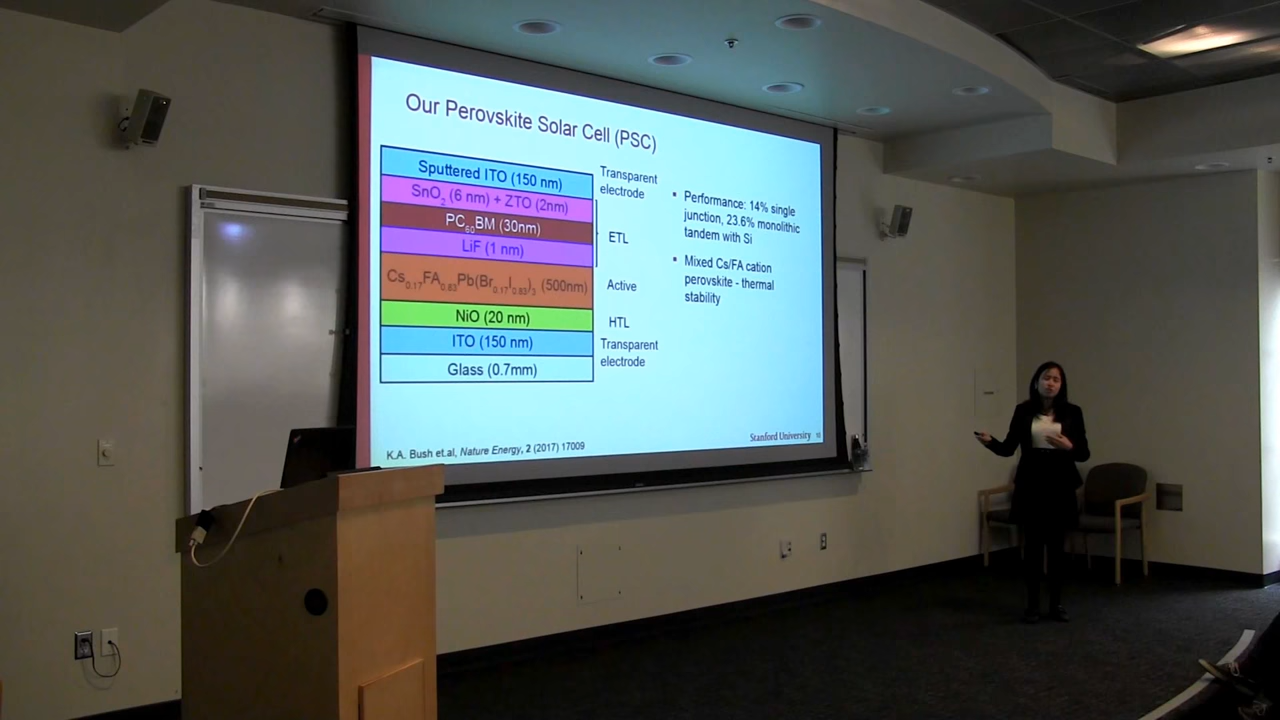 Our Perovskite Solar Cell (PSC)
Sputtered ITO (150 nm)
SnO₂ (6 nm) + ZTO (2nm)
PC₆₀BM (30nm)
LiF (1 nm)
Cs₀.₁₇FA₀.₈₃Pb(Br₀.₁₇I₀.₈₃)₃ (500nm)
NiO (20 nm)
ITO (150 nm)
Glass (0.7mm)
Transparent
electrode
ETL
Active
HTL
Transparent
electrode
▪ Performance: 14% single
junction, 23.6% monolithic
tandem with Si
▪ Mixed Cs/FA cation
perovskite - thermal
stability
K.A. Bush et.al, Nature Energy, 2 (2017) 17009
Stanford University